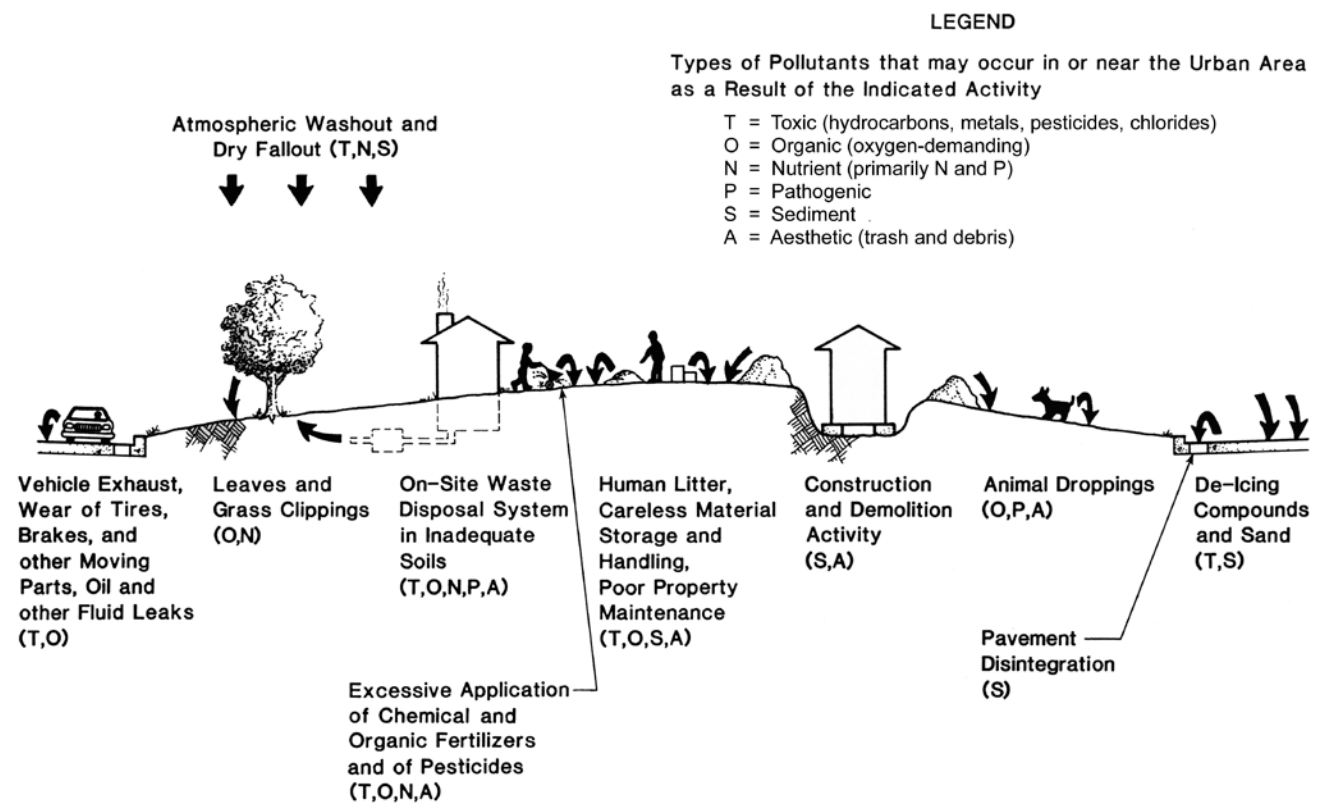 LEGEND
Types of Pollutants that may occur in or near the Urban Area
as a Result of the Indicated Activity
T = Toxic (hydrocarbons, metals, pesticides, chlorides)
O = Organic (oxygen-demanding)
N = Nutrient (primarily N and P)
P = Pathogenic
S = Sediment
A = Aesthetic (trash and debris)
Atmospheric Washout and
Dry Fallout (T,N,S)
Vehicle Exhaust,
Wear of Tires,
Brakes, and
other Moving
Parts, Oil and
other Fluid Leaks
(T,O)
Leaves and
Grass Clippings
(O,N)
On-Site Waste
Disposal System
in Inadequate
Soils
(T,O,N,P,A)
Excessive Application
of Chemical and
Organic Fertilizers
and of Pesticides
(T,O,N,A)
Human Litter,
Careless Material
Storage and
Handling,
Poor Property
Maintenance
(T,O,S,A)
Construction
and Demolition
Activity
(S,A)
Animal Droppings
(O,P,A)
Pavement
Disintegration
(S)
De-Icing
Compounds
and Sand
(T,S)